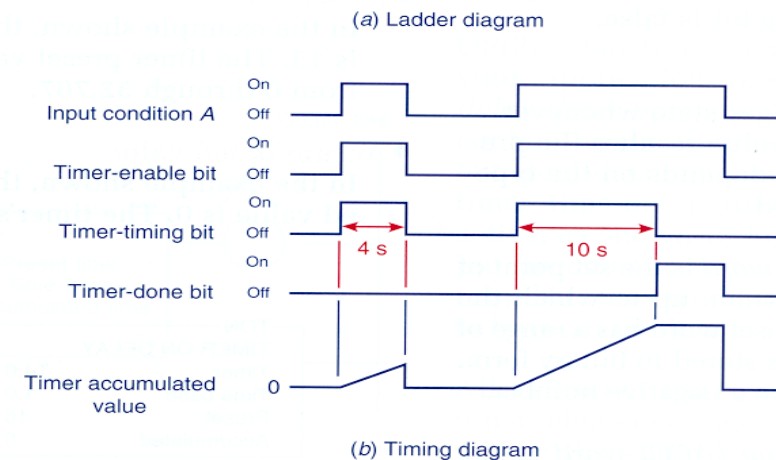 (a) Ladder diagram
On
Input condition A Off
On
Timer-enable bit Off
On
Timer-timing bit Off
4 s 10 s
On
Timer-done bit Off
Timer accumulated value 0
(b) Timing diagram